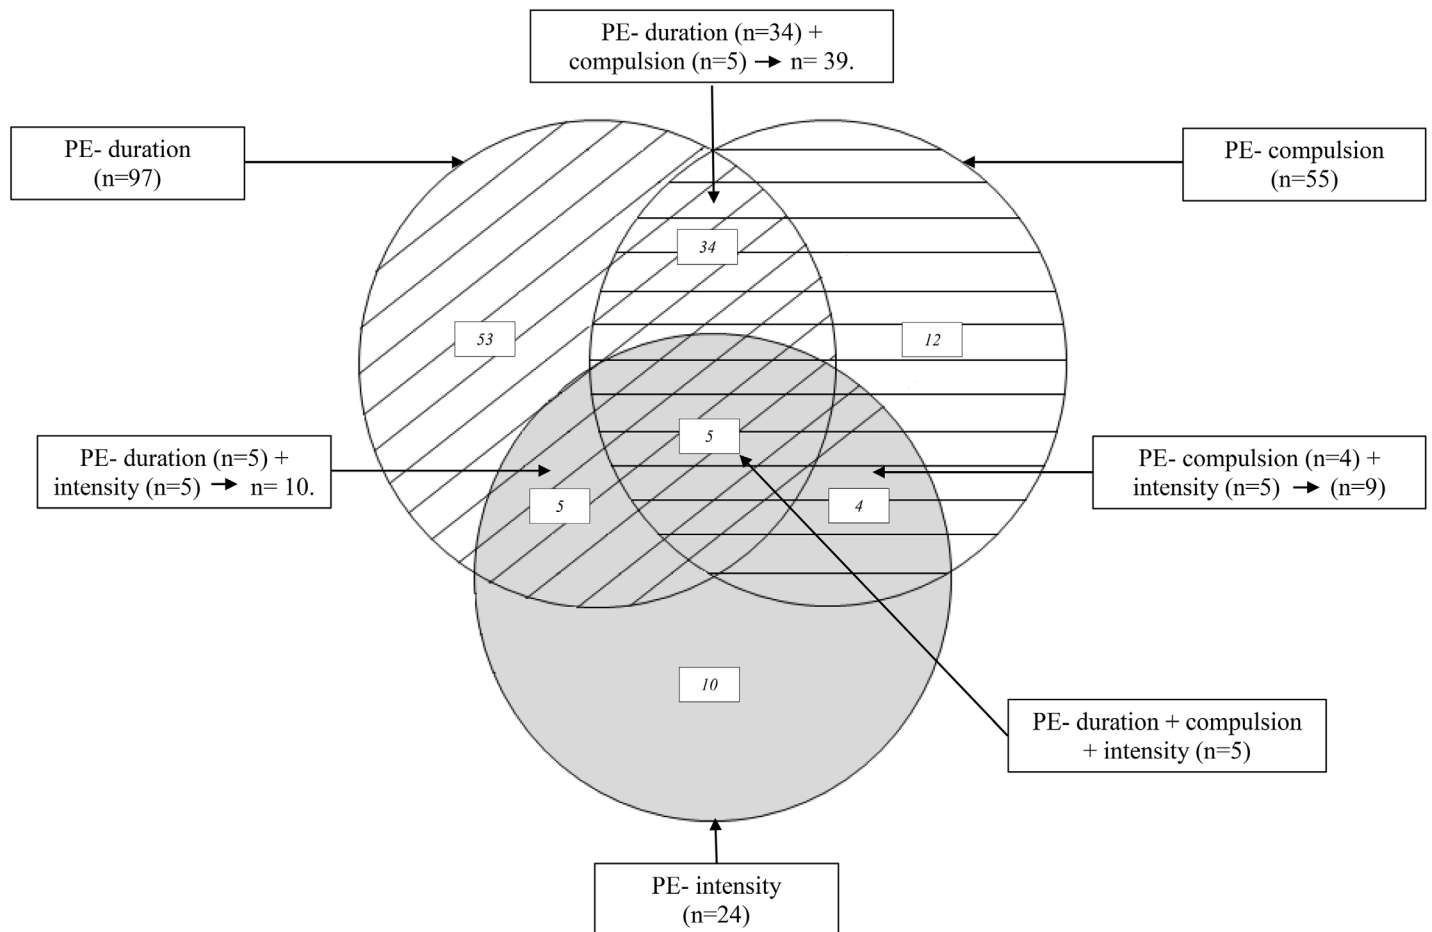 PE- duration (n=34) +
compulsion (n=5) → n= 39.
PE- duration
(n=97)
PE- compulsion
(n=55)
34
53
12
5
PE- duration (n=5) +
intensity (n=5) → n= 10.
PE- compulsion (n=4) +
intensity (n=5) → (n=9)
5
4
10
PE- duration + compulsion
+ intensity (n=5)
PE- intensity
(n=24)